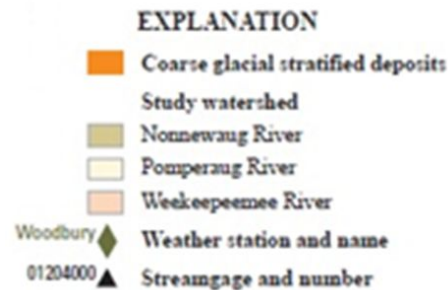 EXPLANATION
Coarse glacial stratified deposits
Study watershed
Nonnewaug River
Pomperaug River
Weekeepeemee River
Woodbury Weather station and name
01204000 Streamgage and number